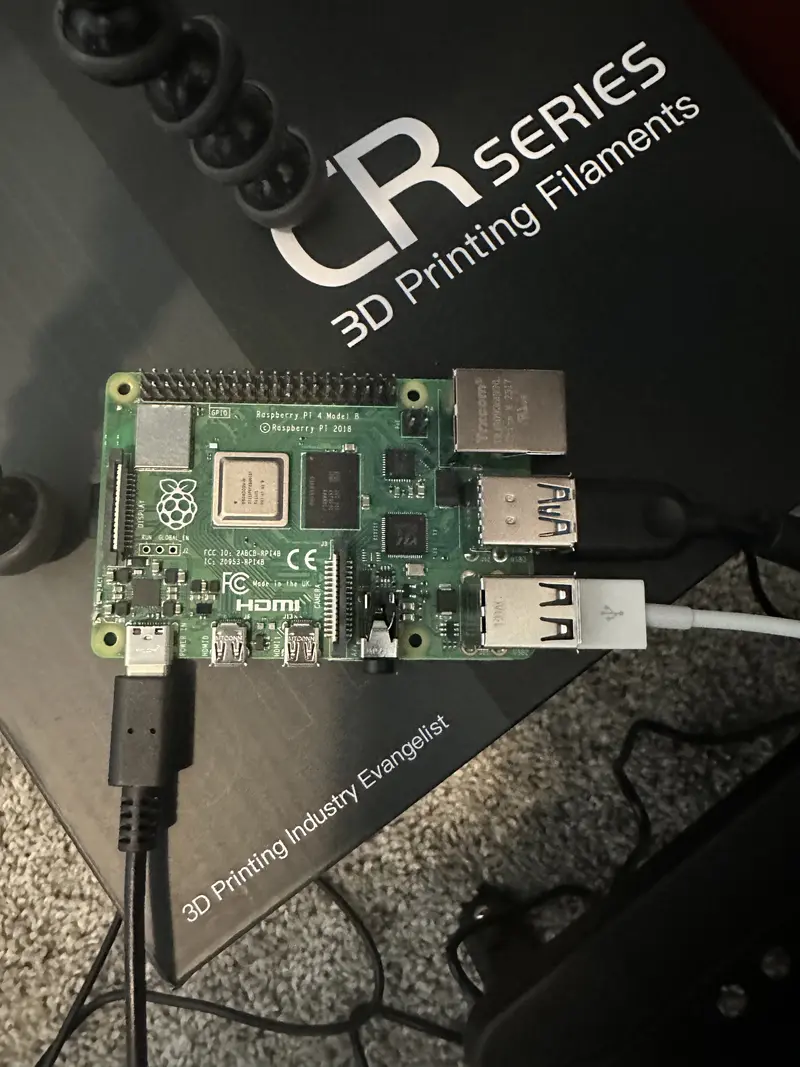 CR SERIES
3D Printing Filaments
GPIO
Raspberry Pi 4 Model B
© Raspberry Pi 2018
Trxcom
DISPLAY
RUN
GLOBAL_EN
J2
FCC ID: 2ABCB-RPI4B
IC: 20953-RPI4B
CE
FC
Made in the UK
HDMI
CAMERA
POWER
HDMI0
HDMI1
3D Printing Industry Evangelist